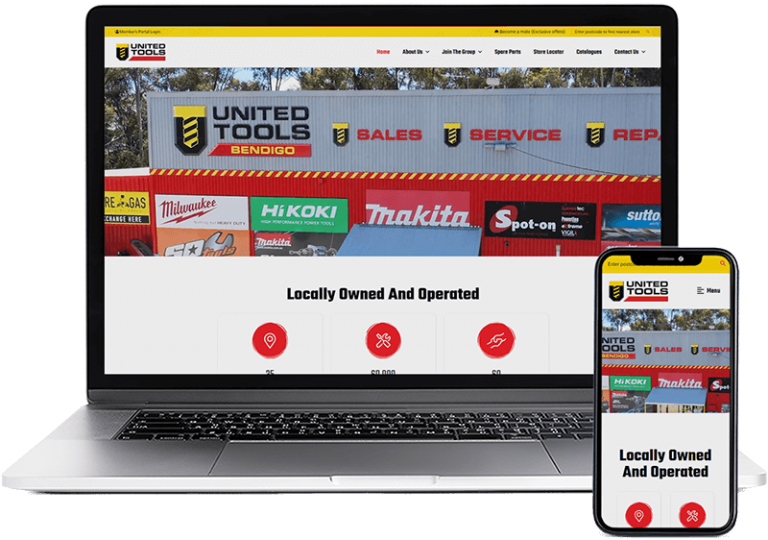 Member's Portal Login
Become a mate (Exclusive offers)
Enter postcode to find nearest store
UNITED
TOOLS
Home
About Us
Join The Group
Spare Parts
Store Locator
Catalogues
Contact Us
UNITED
TOOLS
BENDIGO
SALES
SERVICE
REPA
RE GAS
CHANGE HERE
Milwaukee
HiKOKI
HIGH PERFORMANCE POWER TOOLS
makita
Makita
Spot-on
sutto
Locally Owned And Operated
35
60,000
60
Enter postco
UNITED
TOOLS
Menu
UNITED
TOOLS
BENDIGO
SALES
SERVI
HiKOKI
makita
Spot
Locally Owned
And Operated